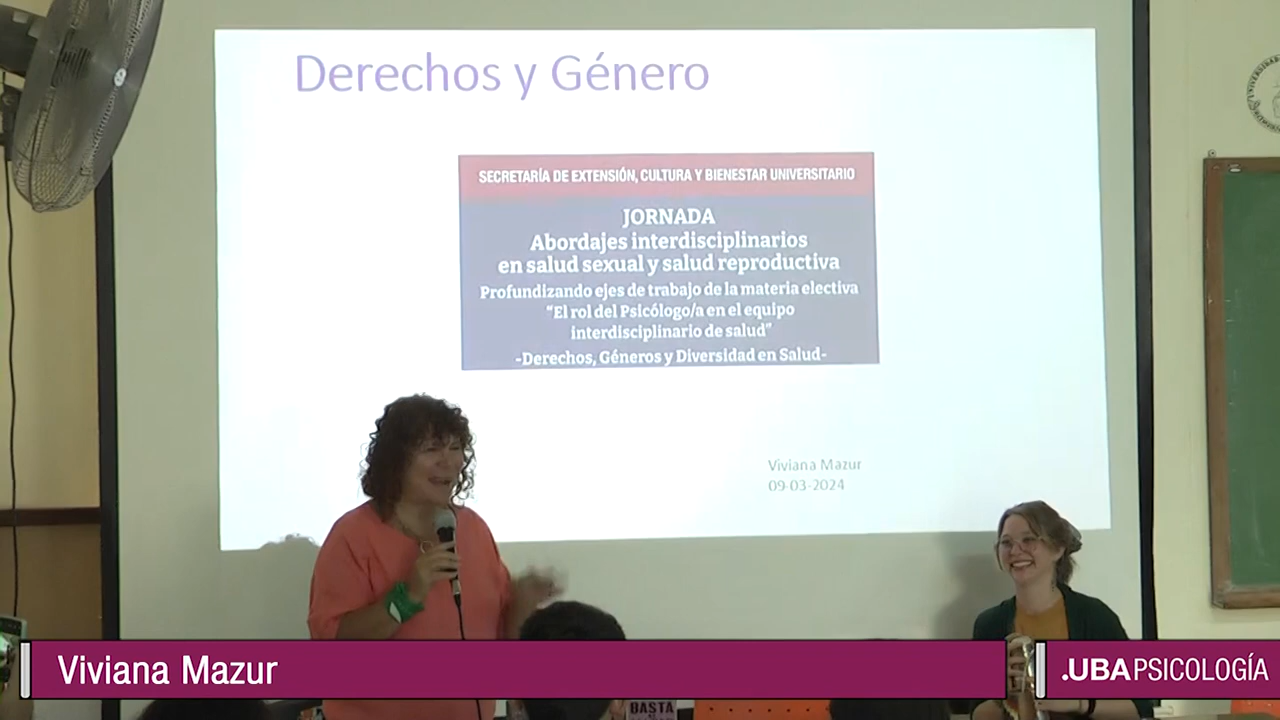 Derechos y Género
SECRETARÍA DE EXTENSIÓN, CULTURA Y BIENESTAR UNIVERSITARIO
JORNADA
Abordajes interdisciplinarios
en salud sexual y salud reproductiva
Profundizando ejes de trabajo de la materia electiva
“El rol del Psicólogo/a en el equipo
interdisciplinario de salud”
-Derechos, Géneros y Diversidad en Salud-
Viviana Mazur
09-03-2024
Viviana Mazur
.UBAPSICOLOGÍA
BASTA